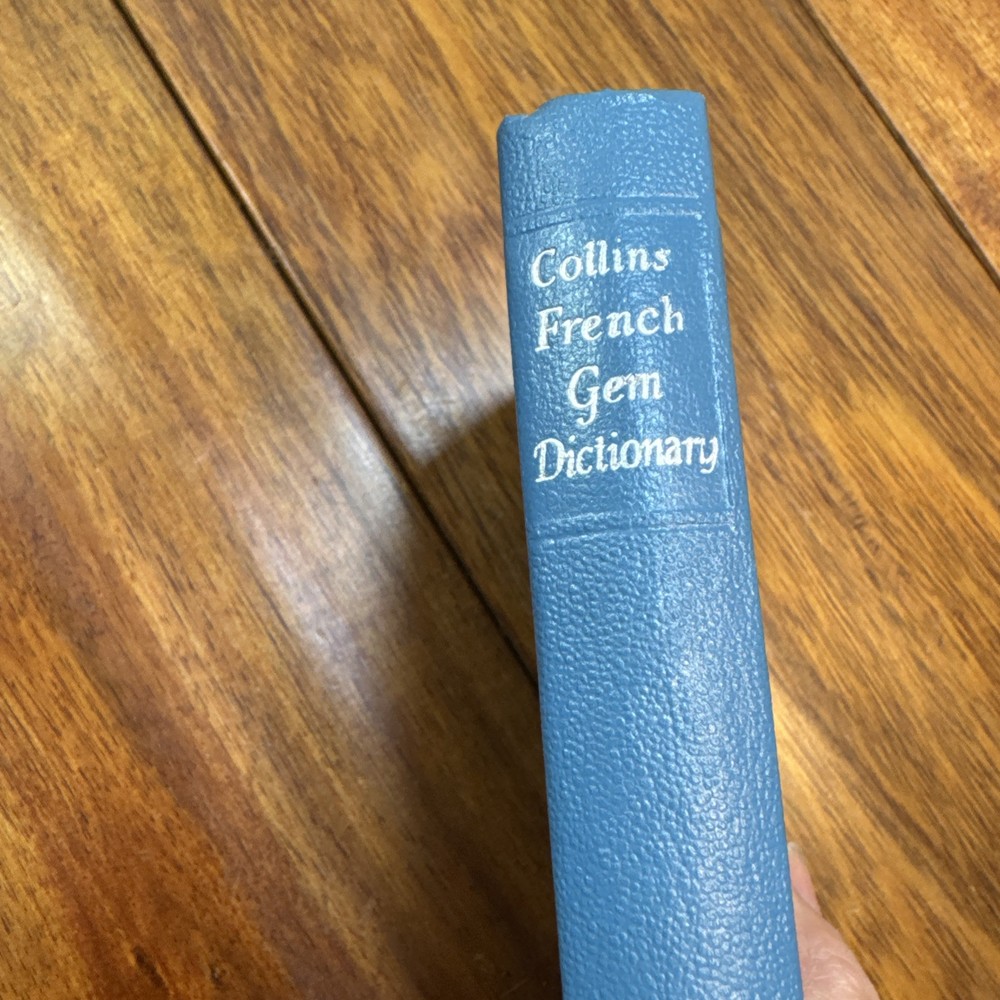 Collins
French
Gem
Dictionary